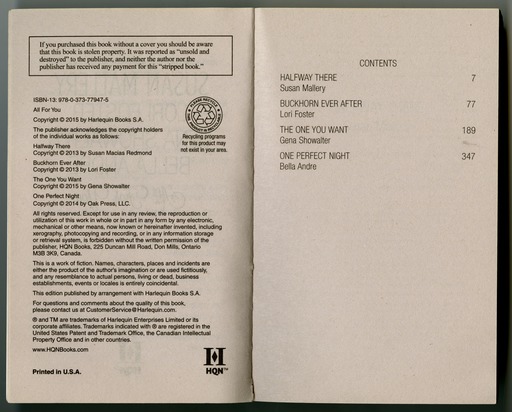 If you purchased this book without a cover you should be aware
that this book is stolen property. It was reported as “unsold and
destroyed” to the publisher, and neither the author nor the
publisher has received any payment for this “stripped book.”
PLEASE RECYCLE
Recycling programs
for this product may
not exist in your area.
ISBN-13: 978-0-373-77947-5
All For You
Copyright © 2015 by Harlequin Books S.A.
The publisher acknowledges the copyright holders
of the individual works as follows:
Halfway There
Copyright © 2013 by Susan Macias Redmond
Buckhorn Ever After
Copyright © 2013 by Lori Foster
The One You Want
Copyright © 2015 by Gena Showalter
One Perfect Night
Copyright © 2014 by Oak Press, LLC.
All rights reserved. Except for use in any review, the reproduction or
utilization of this work in whole or in part in any form by any electronic,
mechanical or other means, now known or hereinafter invented, including
xerography, photocopying and recording, or in any information storage
or retrieval system, is forbidden without the written permission of the
publisher, HQN Books, 225 Duncan Mill Road, Don Mills, Ontario
M3B 3K9, Canada.
This is a work of fiction. Names, characters, places and incidents are
either the product of the author's imagination or are used fictitiously,
and any resemblance to actual persons, living or dead, business
establishments, events or locales is entirely coincidental.
This edition published by arrangement with Harlequin Books S.A.
For questions and comments about the quality of this book,
please contact us at CustomerService@Harlequin.com.
® and TM are trademarks of Harlequin Enterprises Limited or its
corporate affiliates. Trademarks indicated with ® are registered in the
United States Patent and Trademark Office, the Canadian Intellectual
Property Office and in other countries.
www.HQNBooks.com
Printed in U.S.A.
H
HQN™
CONTENTS
HALFWAY THERE 7
Susan Mallery
BUCKHORN EVER AFTER 77
Lori Foster
THE ONE YOU WANT 189
Gena Showalter
ONE PERFECT NIGHT 347
Bella Andre